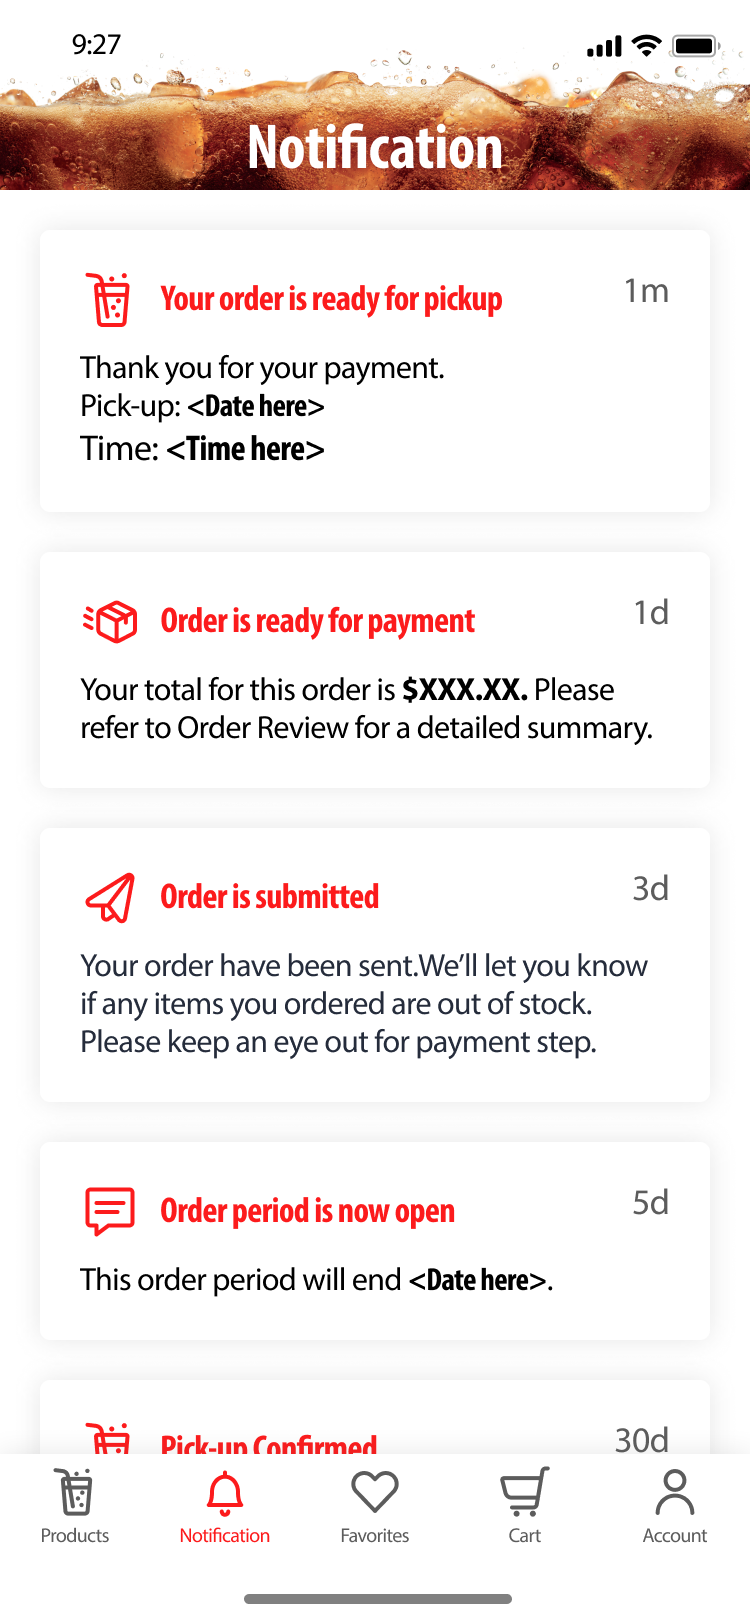 9:27
Notification
Your order is ready for pickup
1m
Thank you for your payment.
Pick-up: <Date here>
Time: <Time here>
Order is ready for payment
1d
Your total for this order is $XXX.XX. Please
refer to Order Review for a detailed summary.
Order is submitted
3d
Your order have been sent.We’ll let you know
if any items you ordered are out of stock.
Please keep an eye out for payment step.
Order period is now open
5d
This order period will end <Date here>.
Pick-up Confirmed
30d
Products
Notification
Favorites
Cart
Account